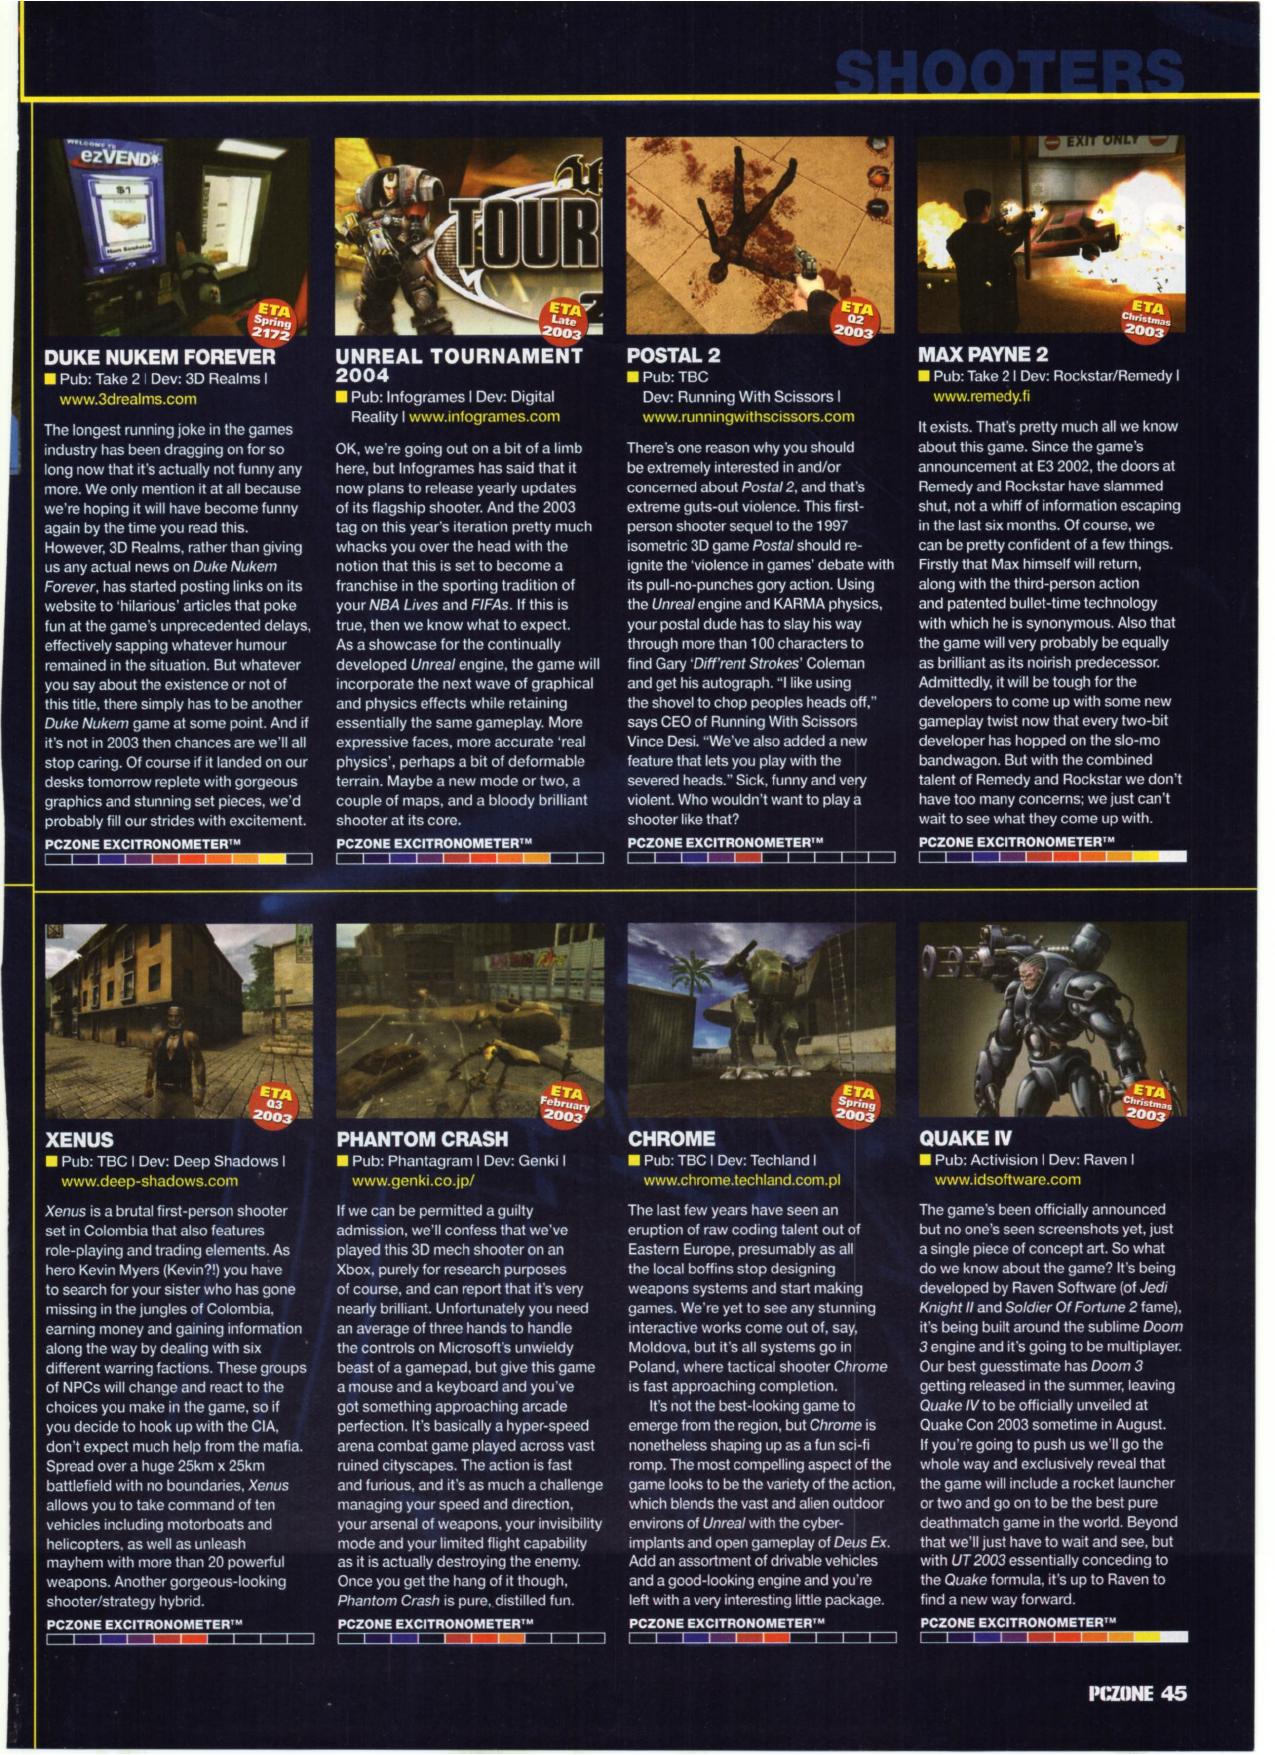 SHOOTERS
WELCOME TO
ezVEND
$1
Ham Sandwich
ETA
Spring
2172
DUKE NUKEM FOREVER
Pub: Take 2 | Dev: 3D Realms |
www.3drealms.com
The longest running joke in the games
industry has been dragging on for so
long now that it's actually not funny any
more. We only mention it at all because
we're hoping it will have become funny
again by the time you read this.
However, 3D Realms, rather than giving
us any actual news on Duke Nukem
Forever, has started posting links on its
website to 'hilarious' articles that poke
fun at the game's unprecedented delays,
effectively sapping whatever humour
remained in the situation. But whatever
you say about the existence or not of
this title, there simply has to be another
Duke Nukem game at some point. And if
it's not in 2003 then chances are we'll all
stop caring. Of course if it landed on our
desks tomorrow replete with gorgeous
graphics and stunning set pieces, we'd
probably fill our strides with excitement.
PCZONE EXCITRONOMETER™
TOUR
ETA
Late
2003
UNREAL TOURNAMENT
2004
Pub: Infogrames | Dev: Digital
Reality | www.infogrames.com
OK, we're going out on a bit of a limb
here, but Infogrames has said that it
now plans to release yearly updates
of its flagship shooter. And the 2003
tag on this year's iteration pretty much
whacks you over the head with the
notion that this is set to become a
franchise in the sporting tradition of
your NBA Lives and FIFAs. If this is
true, then we know what to expect.
As a showcase for the continually
developed Unreal engine, the game will
incorporate the next wave of graphical
and physics effects while retaining
essentially the same gameplay. More
expressive faces, more accurate 'real
physics', perhaps a bit of deformable
terrain. Maybe a new mode or two, a
couple of maps, and a bloody brilliant
shooter at its core.
PCZONE EXCITRONOMETER™
ETA
Q2
2003
POSTAL 2
Pub: TBC
Dev: Running With Scissors |
www.runningwithscissors.com
There's one reason why you should
be extremely interested in and/or
concerned about Postal 2, and that's
extreme guts-out violence. This first-
person shooter sequel to the 1997
isometric 3D game Postal should re-
ignite the 'violence in games' debate with
its pull-no-punches gory action. Using
the Unreal engine and KARMA physics,
your postal dude has to slay his way
through more than 100 characters to
find Gary 'Diff'rent Strokes' Coleman
and get his autograph. "I like using
the shovel to chop peoples heads off,"
says CEO of Running With Scissors
Vince Desi. "We've also added a new
feature that lets you play with the
severed heads." Sick, funny and very
violent. Who wouldn't want to play a
shooter like that?
PCZONE EXCITRONOMETER™
EXIT ONLY
ETA
Christmas
2003
MAX PAYNE 2
Pub: Take 2 | Dev: Rockstar/Remedy |
www.remedy.fi
It exists. That's pretty much all we know
about this game. Since the game's
announcement at E3 2002, the doors at
Remedy and Rockstar have slammed
shut, not a whiff of information escaping
in the last six months. Of course, we
can be pretty confident of a few things.
Firstly that Max himself will return,
along with the third-person action
and patented bullet-time technology
with which he is synonymous. Also that
the game will very probably be equally
as brilliant as its noirish predecessor.
Admittedly, it will be tough for the
developers to come up with some new
gameplay twist now that every two-bit
developer has hopped on the slo-mo
bandwagon. But with the combined
talent of Remedy and Rockstar we don't
have too many concerns; we just can't
wait to see what they come up with.
PCZONE EXCITRONOMETER™
ETA
Q3
2003
XENUS
Pub: TBC | Dev: Deep Shadows |
www.deep-shadows.com
Xenus is a brutal first-person shooter
set in Colombia that also features
role-playing and trading elements. As
hero Kevin Myers (Kevin?!) you have
to search for your sister who has gone
missing in the jungles of Colombia,
earning money and gaining information
along the way by dealing with six
different warring factions. These groups
of NPCs will change and react to the
choices you make in the game, so if
you decide to hook up with the CIA,
don't expect much help from the mafia.
Spread over a huge 25km x 25km
battlefield with no boundaries, Xenus
allows you to take command of ten
vehicles including motorboats and
helicopters, as well as unleash
mayhem with more than 20 powerful
weapons. Another gorgeous-looking
shooter/strategy hybrid.
PCZONE EXCITRONOMETER™
ETA
February
2003
PHANTOM CRASH
Pub: Phantagram | Dev: Genki |
www.genki.co.jp/
If we can be permitted a guilty
admission, we'll confess that we've
played this 3D mech shooter on an
Xbox, purely for research purposes
of course, and can report that it's very
nearly brilliant. Unfortunately you need
an average of three hands to handle
the controls on Microsoft's unwieldy
beast of a gamepad, but give this game
a mouse and a keyboard and you've
got something approaching arcade
perfection. It's basically a hyper-speed
arena combat game played across vast
ruined cityscapes. The action is fast
and furious, and it's as much a challenge
managing your speed and direction,
your arsenal of weapons, your invisibility
mode and your limited flight capability
as it is actually destroying the enemy.
Once you get the hang of it though,
Phantom Crash is pure, distilled fun.
PCZONE EXCITRONOMETER™
ETA
Spring
2003
CHROME
Pub: TBC | Dev: Techland |
www.chrome.techland.com.pl
The last few years have seen an
eruption of raw coding talent out of
Eastern Europe, presumably as all
the local boffins stop designing
weapons systems and start making
games. We're yet to see any stunning
interactive works come out of, say,
Moldova, but it's all systems go in
Poland, where tactical shooter Chrome
is fast approaching completion.
It's not the best-looking game to
emerge from the region, but Chrome is
nonetheless shaping up as a fun sci-fi
romp. The most compelling aspect of the
game looks to be the variety of the action,
which blends the vast and alien outdoor
environs of Unreal with the cyber-
implants and open gameplay of Deus Ex.
Add an assortment of drivable vehicles
and a good-looking engine and you're
left with a very interesting little package.
PCZONE EXCITRONOMETER™
ETA
Christmas
2003
QUAKE IV
Pub: Activision | Dev: Raven |
www.idsoftware.com
The game's been officially announced
but no one's seen screenshots yet, just
a single piece of concept art. So what
do we know about the game? It's being
developed by Raven Software (of Jedi
Knight II and Soldier Of Fortune 2 fame),
it's being built around the sublime Doom
3 engine and it's going to be multiplayer.
Our best guesstimate has Doom 3
getting released in the summer, leaving
Quake IV to be officially unveiled at
Quake Con 2003 sometime in August.
If you're going to push us we'll go the
whole way and exclusively reveal that
the game will include a rocket launcher
or two and go on to be the best pure
deathmatch game in the world. Beyond
that we'll just have to wait and see, but
with UT 2003 essentially conceding to
the Quake formula, it's up to Raven to
find a new way forward.
PCZONE EXCITRONOMETER™
PCZONE 45